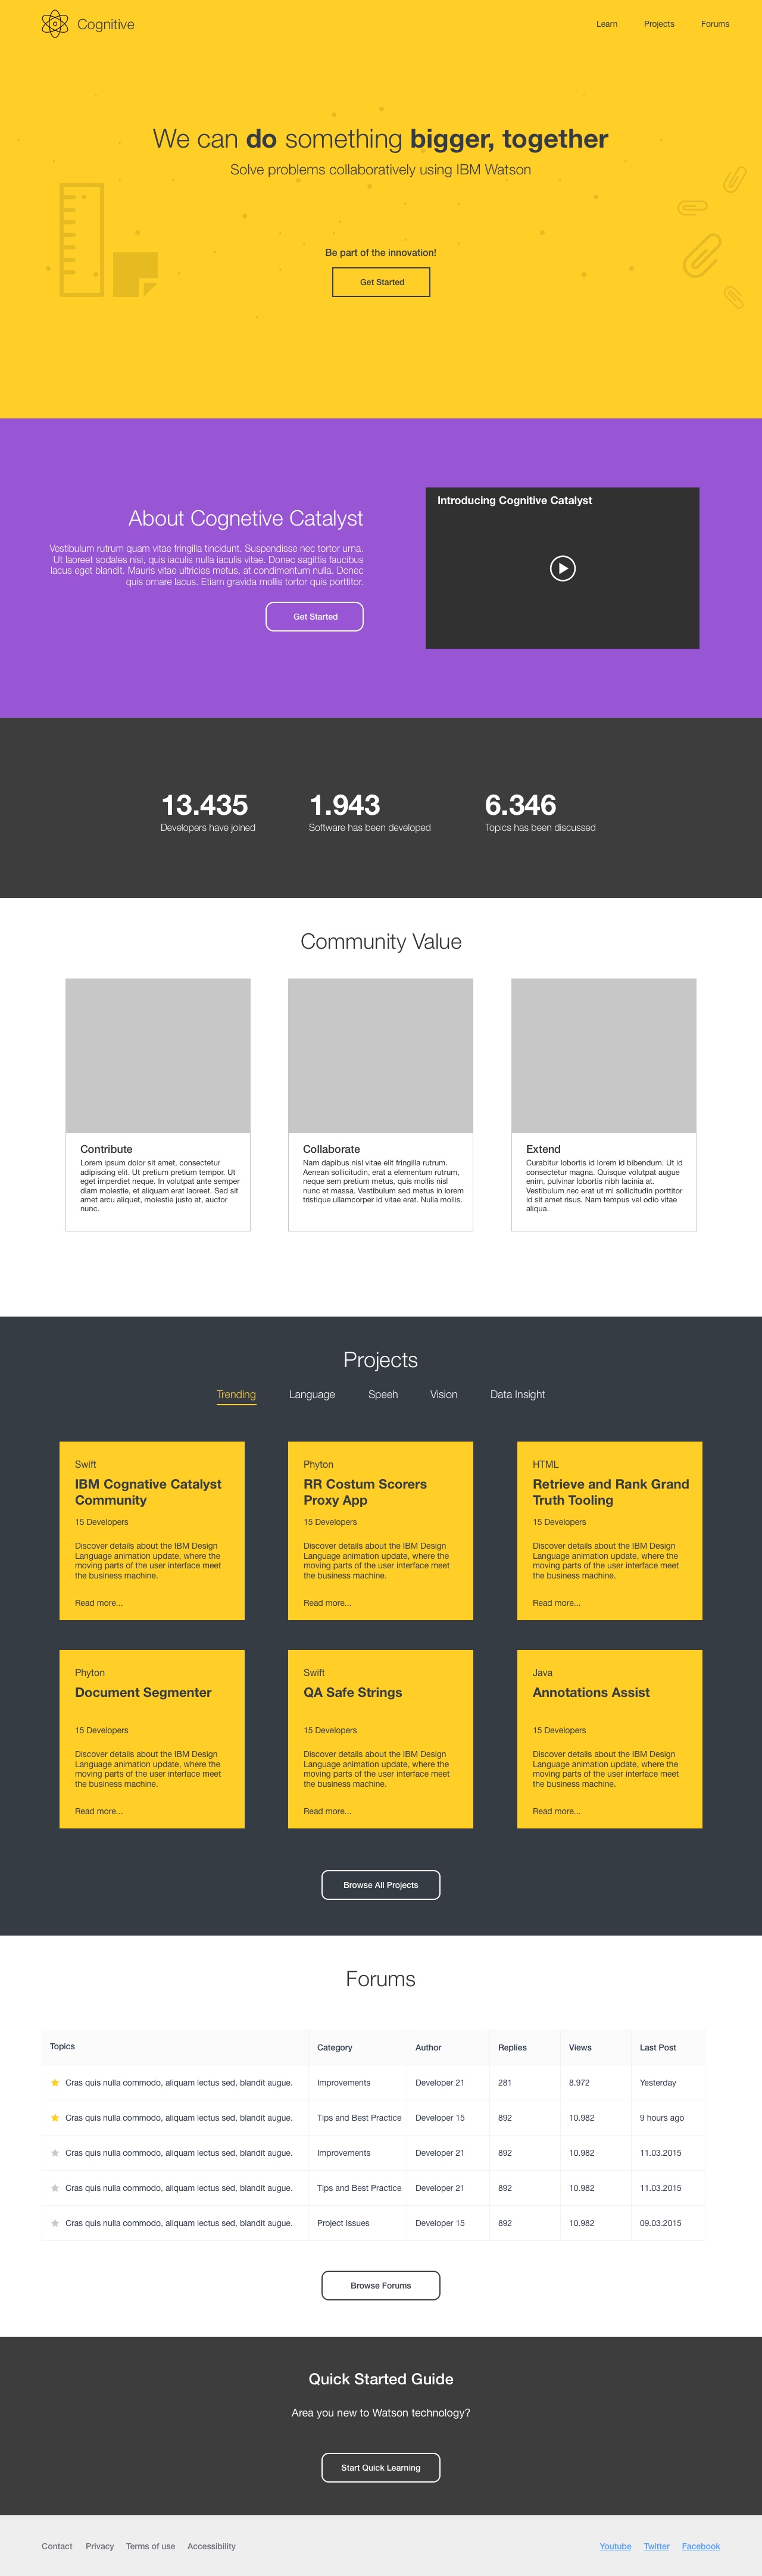 Cognitive
Learn Projects Forums
We can do something bigger, together
Solve problems collaboratively using IBM Watson
Be part of the innovation!
Get Started
About Cognetive Catalyst
Vestibulum rutrum quam vitae fringilla tincidunt. Suspendisse nec tortor urna.
Ut laoreet sodales nisi, quis iaculis nulla iaculis vitae. Donec sagittis faucibus
lacus eget blandit. Mauris vitae ultricies metus, at condimentum nulla. Donec
quis ornare lacus. Etiam gravida mollis tortor quis porttitor.
Get Started
Introducing Cognitive Catalyst
13.435 1.943 6.346
Developers have joined Software has been developed Topics has been discussed
Community Value
Contribute
Lorem ipsum dolor sit amet, consectetur
adipiscing elit. Ut pretium pretium tempor. Ut
eget imperdiet neque. In volutpat ante semper
diam molestie, et aliquam erat laoreet. Sed sit
amet arcu aliquet, molestie justo at, auctor
nunc.
Collaborate
Nam dapibus nisl vitae elit fringilla rutrum.
Aenean sollicitudin, erat a elementum rutrum,
neque sem pretium metus, quis mollis nisl
nunc et massa. Vestibulum sed metus in lorem
tristique ullamcorper id vitae erat. Nulla mollis.
Extend
Curabitur lobortis id lorem id bibendum. Ut id
consectetur magna. Quisque volutpat augue
enim, pulvinar lobortis nibh lacinia at.
Vestibulum nec erat ut mi sollicitudin porttitor
id sit amet risus. Nam tempus vel odio vitae
aliqua.
Projects
Trending Language Speeh Vision Data Insight
Swift
IBM Cognative Catalyst
Community
15 Developers
Discover details about the IBM Design
Language animation update, where the
moving parts of the user interface meet
the business machine.
Read more...
Phyton
RR Costum Scorers
Proxy App
15 Developers
Discover details about the IBM Design
Language animation update, where the
moving parts of the user interface meet
the business machine.
Read more...
HTML
Retrieve and Rank Grand
Truth Tooling
15 Developers
Discover details about the IBM Design
Language animation update, where the
moving parts of the user interface meet
the business machine.
Read more...
Phyton
Document Segmenter
15 Developers
Discover details about the IBM Design
Language animation update, where the
moving parts of the user interface meet
the business machine.
Read more...
Swift
QA Safe Strings
15 Developers
Discover details about the IBM Design
Language animation update, where the
moving parts of the user interface meet
the business machine.
Read more...
Java
Annotations Assist
15 Developers
Discover details about the IBM Design
Language animation update, where the
moving parts of the user interface meet
the business machine.
Read more...
Browse All Projects
Forums
Topics Category Author Replies Views Last Post
Cras quis nulla commodo, aliquam lectus sed, blandit augue. Improvements Developer 21 281 8.972 Yesterday
Cras quis nulla commodo, aliquam lectus sed, blandit augue. Tips and Best Practice Developer 15 892 10.982 9 hours ago
Cras quis nulla commodo, aliquam lectus sed, blandit augue. Improvements Developer 21 892 10.982 11.03.2015
Cras quis nulla commodo, aliquam lectus sed, blandit augue. Tips and Best Practice Developer 21 892 10.982 11.03.2015
Cras quis nulla commodo, aliquam lectus sed, blandit augue. Project Issues Developer 15 892 10.982 09.03.2015
Browse Forums
Quick Started Guide
Area you new to Watson technology?
Start Quick Learning
Contact Privacy Terms of use Accessibility Youtube Twitter Facebook